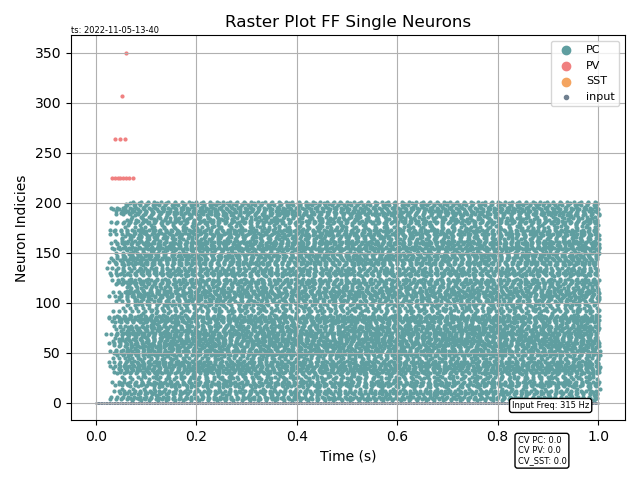 Raster Plot FF Single Neurons
ts: 2022-11-05-13-40
PC
PV
SST
input
Neuron Indicies
350
300
250
200
150
100
50
0
Input Freq: 315 Hz
0.0 0.2 0.4 0.6 0.8 1.0
Time (s)
CV PC: 0.0
CV PV: 0.0
CV_SST: 0.0